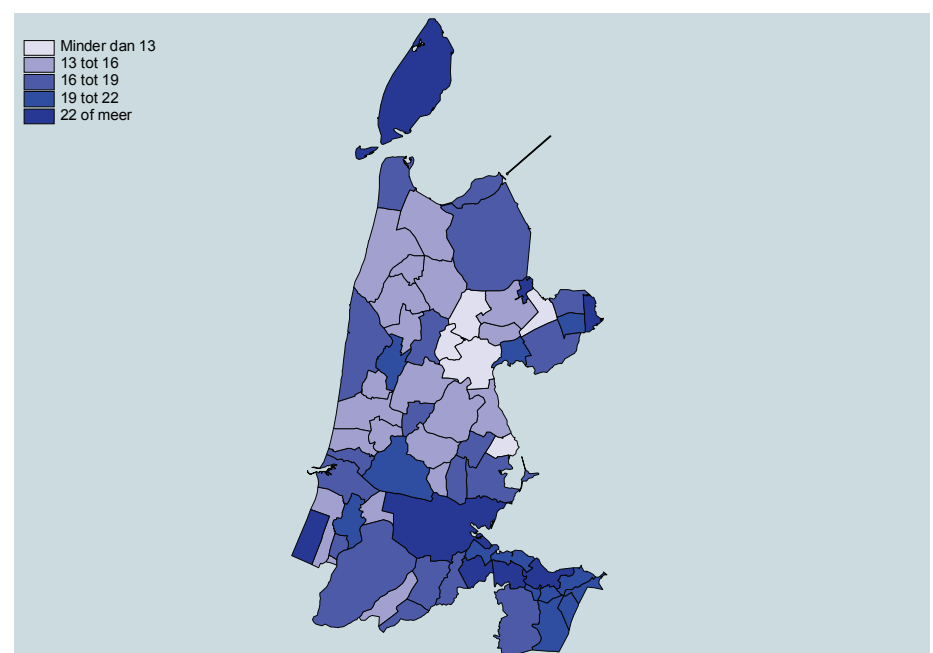 Minder dan 13
13 tot 16
16 tot 19
19 tot 22
22 of meer